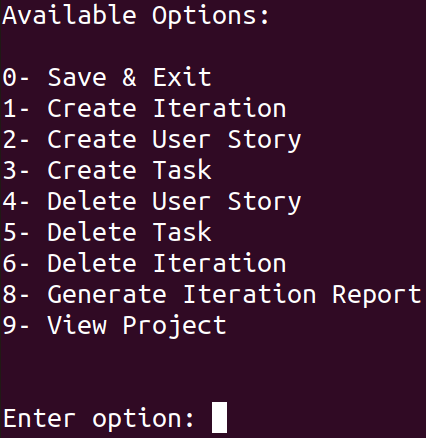 Available Options:
0- Save & Exit
1- Create Iteration
2- Create User Story
3- Create Task
4- Delete User Story
5- Delete Task
6- Delete Iteration
8- Generate Iteration Report
9- View Project
Enter option: